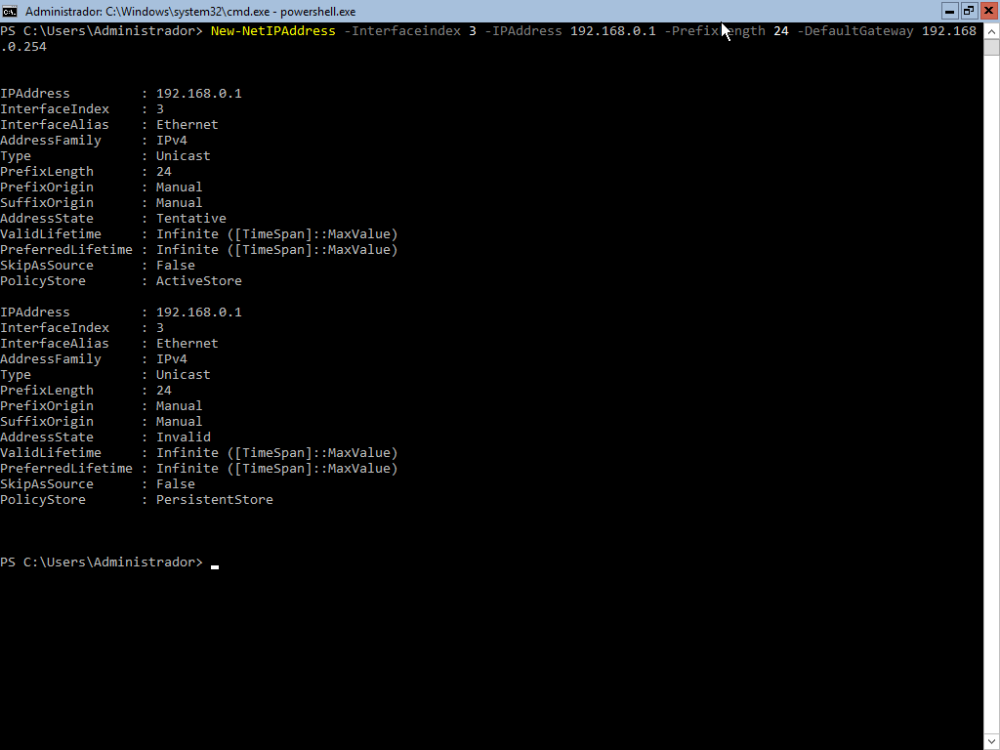 Administrador: C:\Windows\system32\cmd.exe - powershell.exe
PS C:\Users\Administrador> New-NetIPAddress -Interfaceindex 3 -IPAddress 192.168.0.1 -PrefixLength 24 -DefaultGateway 192.168
.0.254
IPAddress         : 192.168.0.1
InterfaceIndex    : 3
InterfaceAlias    : Ethernet
AddressFamily     : IPv4
Type              : Unicast
PrefixLength      : 24
PrefixOrigin      : Manual
SuffixOrigin      : Manual
AddressState      : Tentative
ValidLifetime     : Infinite ([TimeSpan]::MaxValue)
PreferredLifetime : Infinite ([TimeSpan]::MaxValue)
SkipAsSource      : False
PolicyStore       : ActiveStore
IPAddress         : 192.168.0.1
InterfaceIndex    : 3
InterfaceAlias    : Ethernet
AddressFamily     : IPv4
Type              : Unicast
PrefixLength      : 24
PrefixOrigin      : Manual
SuffixOrigin      : Manual
AddressState      : Invalid
ValidLifetime     : Infinite ([TimeSpan]::MaxValue)
PreferredLifetime : Infinite ([TimeSpan]::MaxValue)
SkipAsSource      : False
PolicyStore       : PersistentStore
PS C:\Users\Administrador>